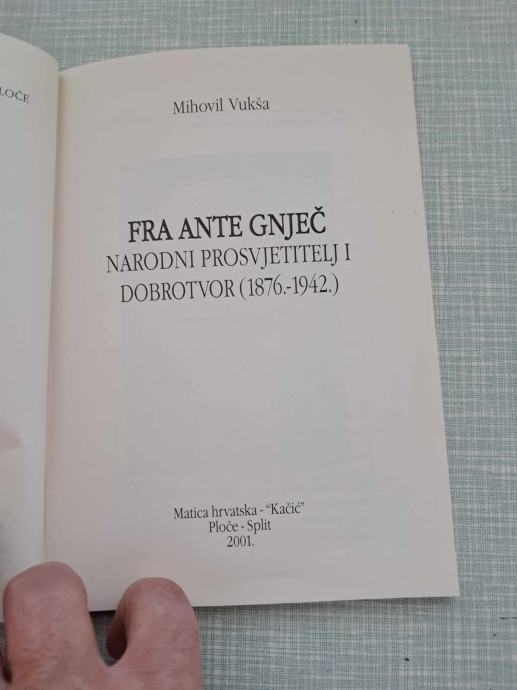 LOČE
Mihovil Vukša
FRA ANTE GNJEČ
NARODNI PROSVJETITELJ I
DOBROTVOR (1876.-1942.)
Matica hrvatska - "Kačić"
Ploče - Split
2001.